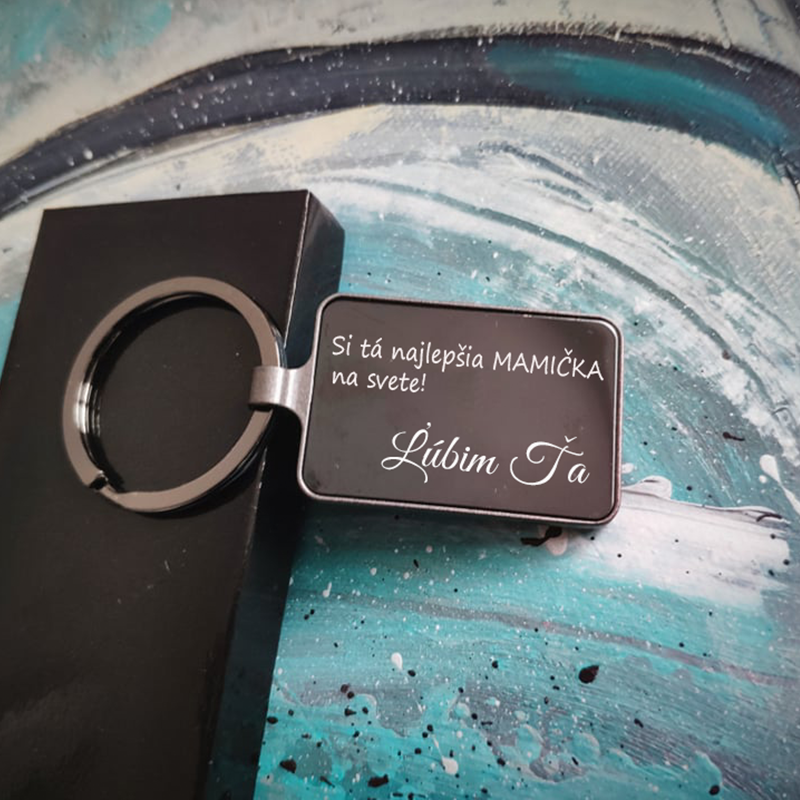 Si tá najlepšia MAMIČKA
na svete!
Ľúbim Ťa